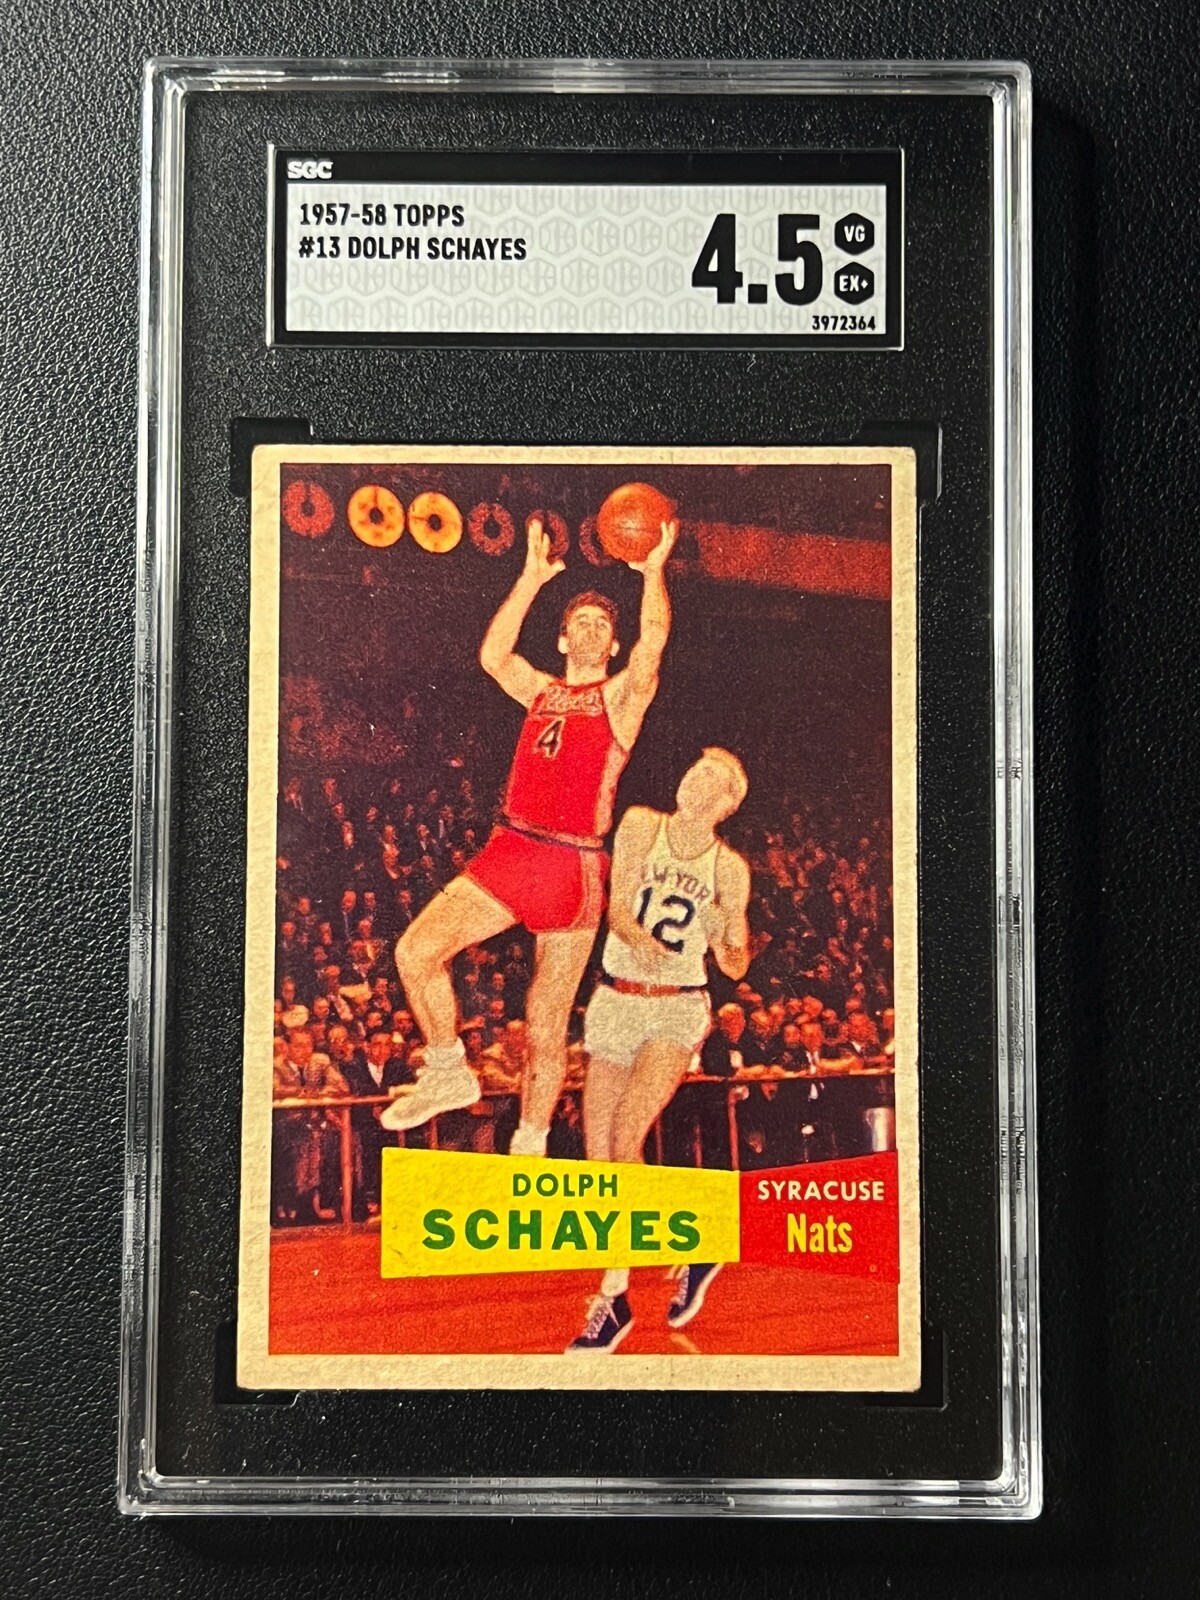 SGC
1957-58 TOPPS
#13 DOLPH SCHAYES
4.5
VG
EX+
3972364
4
12
DOLPH
SCHAYES
SYRACUSE
Nats